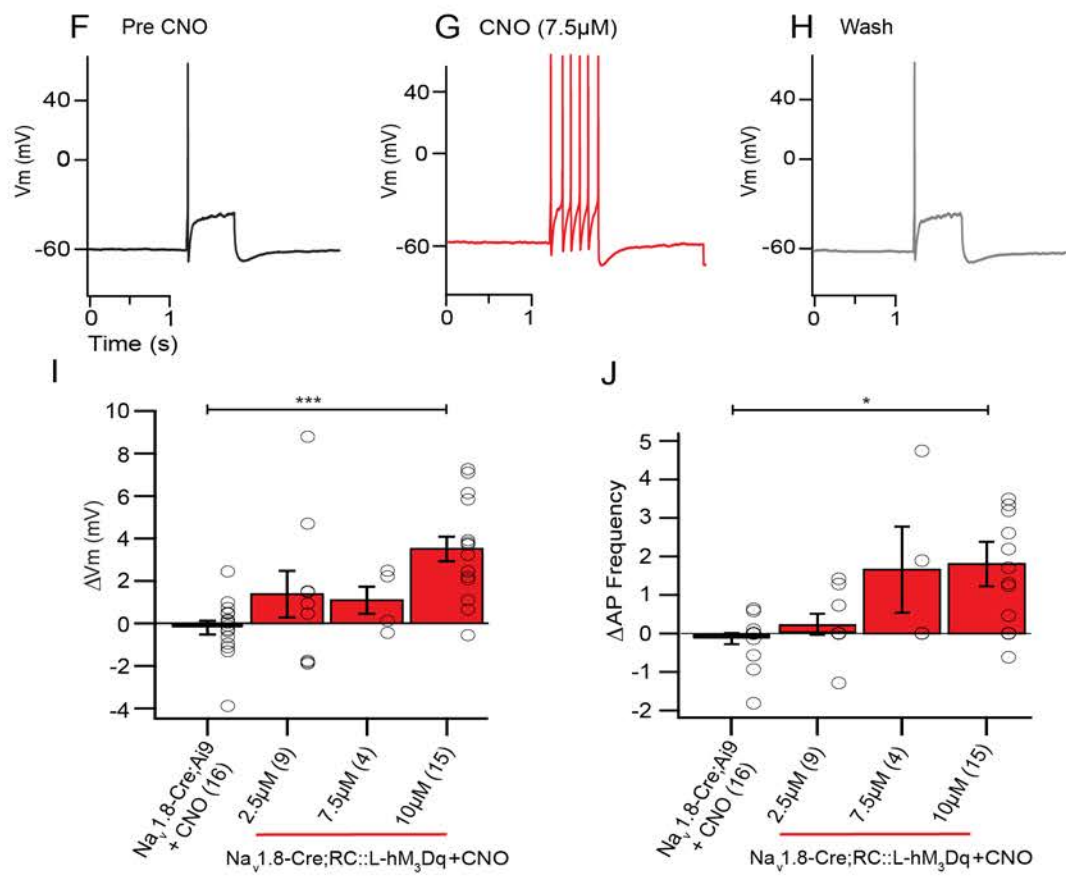 F Pre CNO
G CNO (7.5µM)
H Wash
Vm (mV)
40
0
-60
0 1
Time (s)
Vm (mV)
40
0
-60
0 1
Vm (mV)
40
0
-60
0 1
I
***
ΔVm (mV)
10
8
6
4
2
0
-2
-4
Naᵥ1.8-Cre;Ai9
+ CNO (16)
2.5µM (9)
7.5µM (4)
10µM (15)
Naᵥ1.8-Cre;RC::L-hM₃Dq+CNO
J
*
ΔAP Frequency
5
4
3
2
1
0
-1
-2
Naᵥ1.8-Cre;Ai9
+ CNO (16)
2.5µM (9)
7.5µM (4)
10µM (15)
Naᵥ1.8-Cre;RC::L-hM₃Dq+CNO